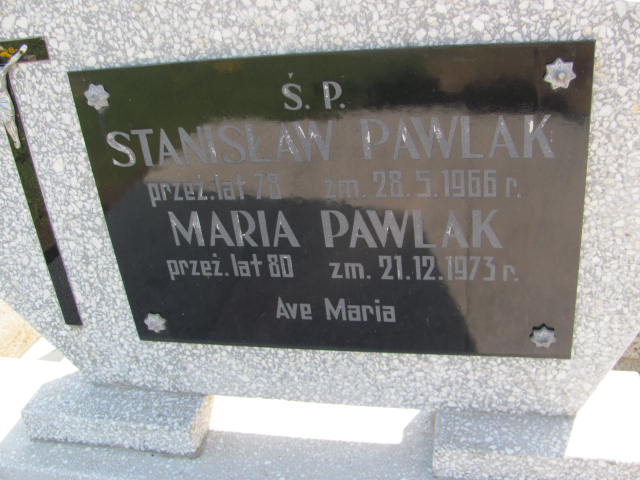 Ś. P.
STANISŁAW PAWLAK
przeż. lat 78 zm. 28.5.1966 r.
MARIA PAWLAK
przeż. lat 80 zm. 21.12.1973 r.
Ave Maria